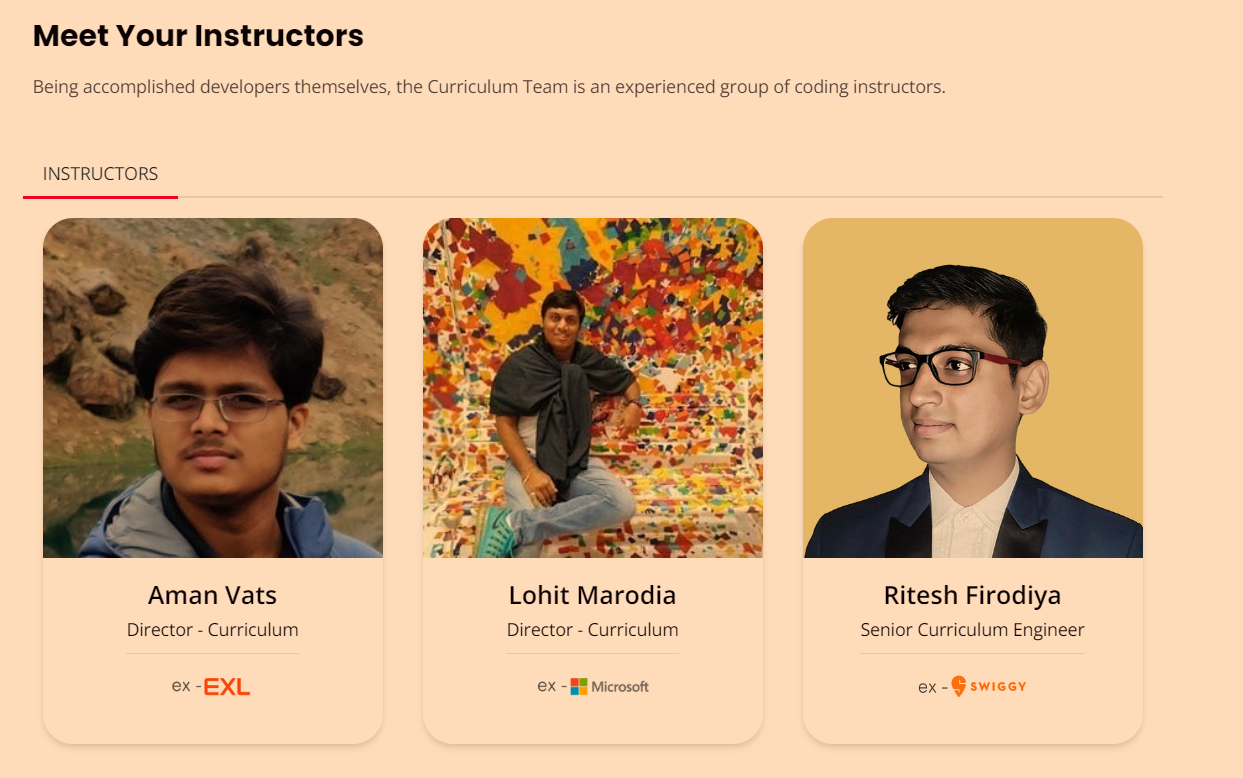 Meet Your Instructors
Being accomplished developers themselves, the Curriculum Team is an experienced group of coding instructors.
INSTRUCTORS
Aman Vats
Director - Curriculum
ex - EXL
Lohit Marodia
Director - Curriculum
ex - Microsoft
Ritesh Firodiya
Senior Curriculum Engineer
ex - SWIGGY